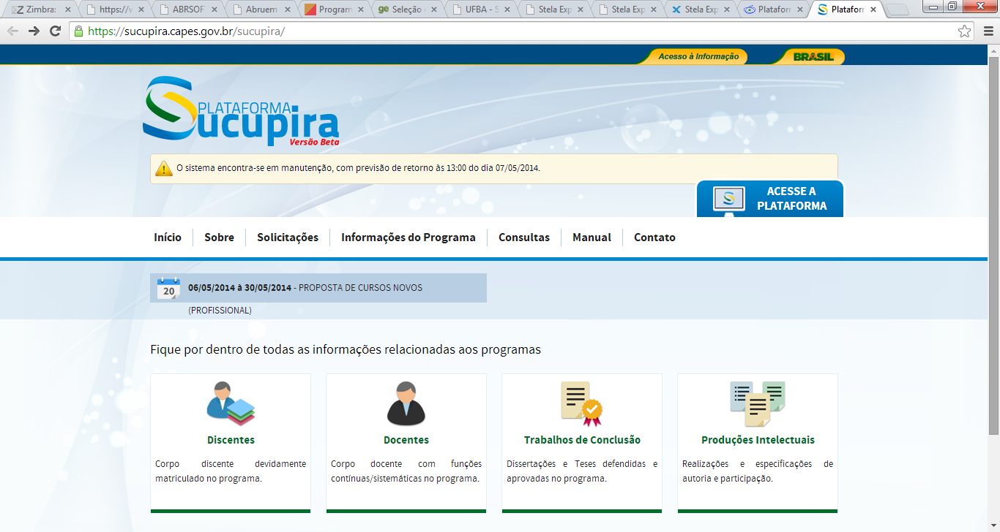 Zimbra:
https://v
ABRSOF
Abruem
Program
ge Seleção
UFBA - S
Stela Exp
Stela Exp
Stela Exp
Platafor
Platafor
https://sucupira.capes.gov.br/sucupira/
Acesso à Informação
BRASIL
PLATAFORMA
Sucupira
Versão Beta
O sistema encontra-se em manutenção, com previsão de retorno às 13:00 do dia 07/05/2014.
ACESSE A
PLATAFORMA
Início
Sobre
Solicitações
Informações do Programa
Consultas
Manual
Contato
20
06/05/2014 à 30/05/2014 - PROPOSTA DE CURSOS NOVOS
(PROFISSIONAL)
Fique por dentro de todas as informações relacionadas aos programas
Discentes
Corpo discente devidamente
matriculado no programa.
Docentes
Corpo docente com funções
contínuas/sistemáticas no programa.
Trabalhos de Conclusão
Dissertações e Teses defendidas e
aprovadas no programa.
Produções Intelectuais
Realizações e especificações de
autoria e participação.